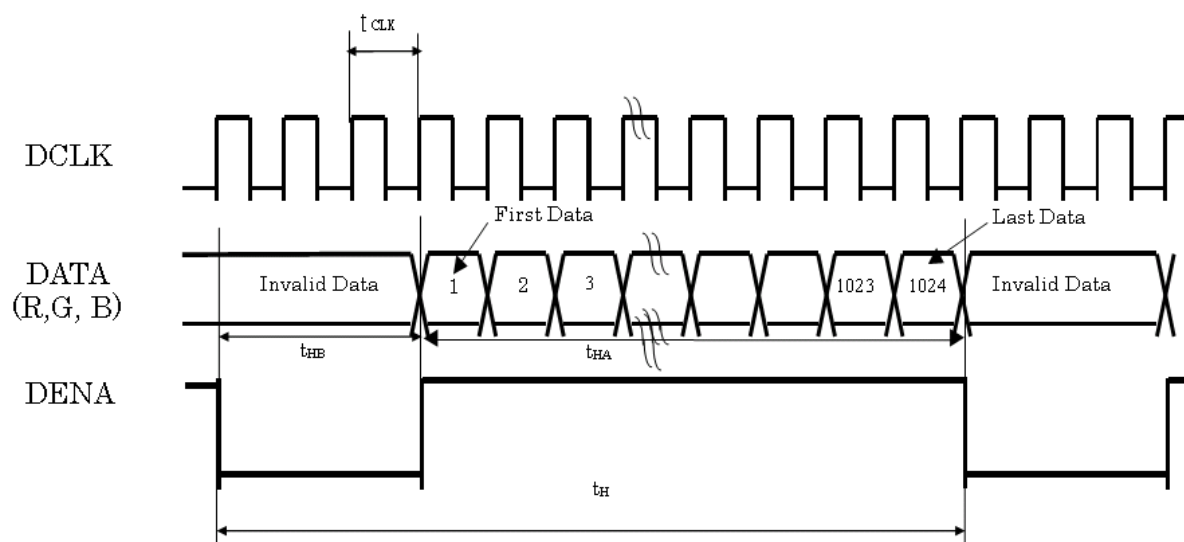 t CLK
DCLK
First Data
Last Data
DATA
(R,G, B)
Invalid Data
1
2
3
1023
1024
Invalid Data
tHB
tHA
DENA
tH